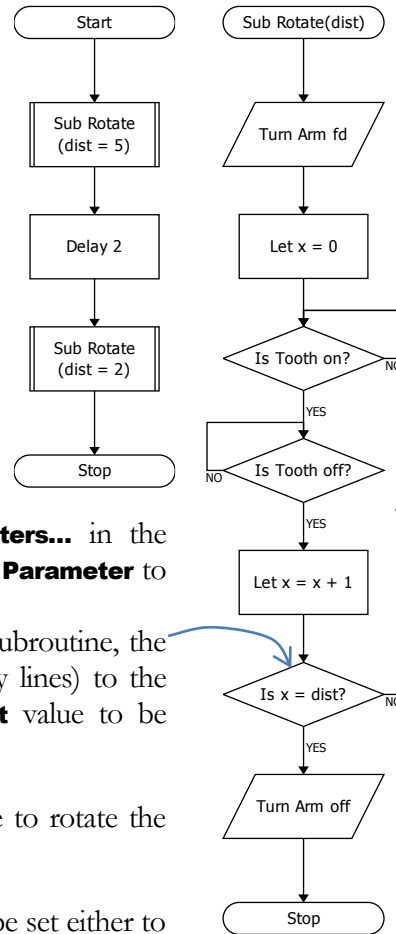 Start
Sub Rotate
(dist = 5)
Delay 2
Sub Rotate
(dist = 2)
Stop
Sub Rotate(dist)
Turn Arm fd
Let x = 0
Is Tooth on?
NO
YES
Is Tooth off?
NO
YES
Let x = x + 1
Is x = dist?
NO
YES
Turn Arm off
Stop
ters... in the
Parameter to
ubroutine, the
y lines) to the
t value to be
e to rotate the
be set either to